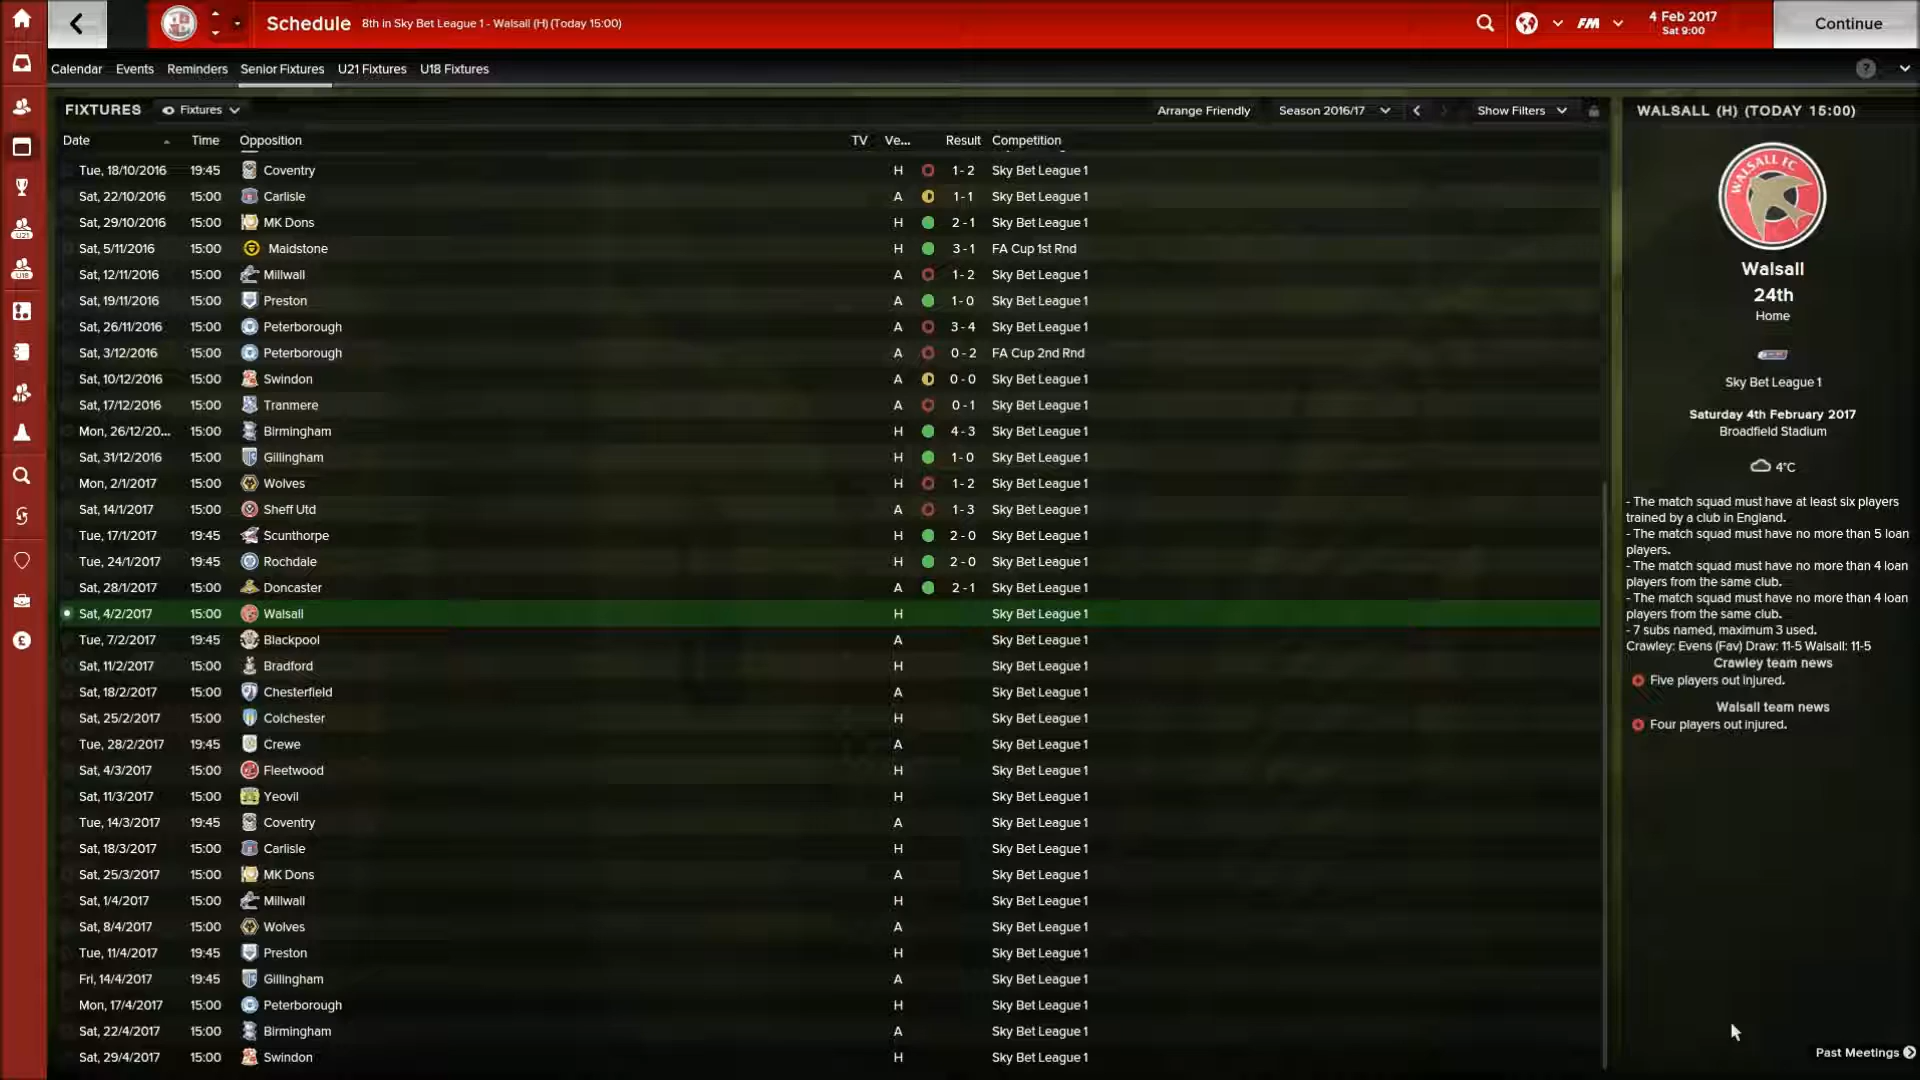 Schedule 8th in Sky Bet League 1 - Walsall (H) (Today 15:00)
FM
4 Feb 2017
Sat 9:00
Continue
Calendar Events Reminders Senior Fixtures U21 Fixtures U18 Fixtures
?
FIXTURES Fixtures Arrange Friendly Season 2016/17 Show Filters
Date Time Opposition TV Ve... Result Competition
Tue, 18/10/2016 19:45 Coventry H 1 - 2 Sky Bet League 1
Sat, 22/10/2016 15:00 Carlisle A 1 - 1 Sky Bet League 1
Sat, 29/10/2016 15:00 MK Dons H 2 - 1 Sky Bet League 1
Sat, 5/11/2016 15:00 Maidstone H 3 - 1 FA Cup 1st Rnd
Sat, 12/11/2016 15:00 Millwall A 1 - 2 Sky Bet League 1
Sat, 19/11/2016 15:00 Preston A 1 - 0 Sky Bet League 1
Sat, 26/11/2016 15:00 Peterborough A 3 - 4 Sky Bet League 1
Sat, 3/12/2016 15:00 Peterborough A 0 - 2 FA Cup 2nd Rnd
Sat, 10/12/2016 15:00 Swindon A 0 - 0 Sky Bet League 1
Sat, 17/12/2016 15:00 Tranmere A 0 - 1 Sky Bet League 1
Mon, 26/12/20... 15:00 Birmingham H 4 - 3 Sky Bet League 1
Sat, 31/12/2016 15:00 Gillingham H 1 - 0 Sky Bet League 1
Mon, 2/1/2017 15:00 Wolves H 1 - 2 Sky Bet League 1
Sat, 14/1/2017 15:00 Sheff Utd A 1 - 3 Sky Bet League 1
Tue, 17/1/2017 19:45 Scunthorpe H 2 - 0 Sky Bet League 1
Tue, 24/1/2017 19:45 Rochdale H 2 - 0 Sky Bet League 1
Sat, 28/1/2017 15:00 Doncaster A 2 - 1 Sky Bet League 1
Sat, 4/2/2017 15:00 Walsall H Sky Bet League 1
Tue, 7/2/2017 19:45 Blackpool A Sky Bet League 1
Sat, 11/2/2017 15:00 Bradford H Sky Bet League 1
Sat, 18/2/2017 15:00 Chesterfield A Sky Bet League 1
Sat, 25/2/2017 15:00 Colchester H Sky Bet League 1
Tue, 28/2/2017 19:45 Crewe A Sky Bet League 1
Sat, 4/3/2017 15:00 Fleetwood H Sky Bet League 1
Sat, 11/3/2017 15:00 Yeovil H Sky Bet League 1
Tue, 14/3/2017 19:45 Coventry A Sky Bet League 1
Sat, 18/3/2017 15:00 Carlisle H Sky Bet League 1
Sat, 25/3/2017 15:00 MK Dons A Sky Bet League 1
Sat, 1/4/2017 15:00 Millwall H Sky Bet League 1
Sat, 8/4/2017 15:00 Wolves A Sky Bet League 1
Tue, 11/4/2017 19:45 Preston H Sky Bet League 1
Fri, 14/4/2017 19:45 Gillingham A Sky Bet League 1
Mon, 17/4/2017 15:00 Peterborough H Sky Bet League 1
Sat, 22/4/2017 15:00 Birmingham A Sky Bet League 1
Sat, 29/4/2017 15:00 Swindon H Sky Bet League 1
U21
U18
£
WALSALL (H) (TODAY 15:00)
WALSALL FC
Walsall
24th
Home
Sky Bet League 1
Saturday 4th February 2017
Broadfield Stadium
4°C
- The match squad must have at least six players
trained by a club in England.
- The match squad must have no more than 5 loan
players.
- The match squad must have no more than 4 loan
players from the same club.
- The match squad must have no more than 4 loan
players from the same club.
- 7 subs named, maximum 3 used.
Crawley: Evens (Fav) Draw: 11-5 Walsall: 11-5
Crawley team news
Five players out injured.
Walsall team news
Four players out injured.
Past Meetings